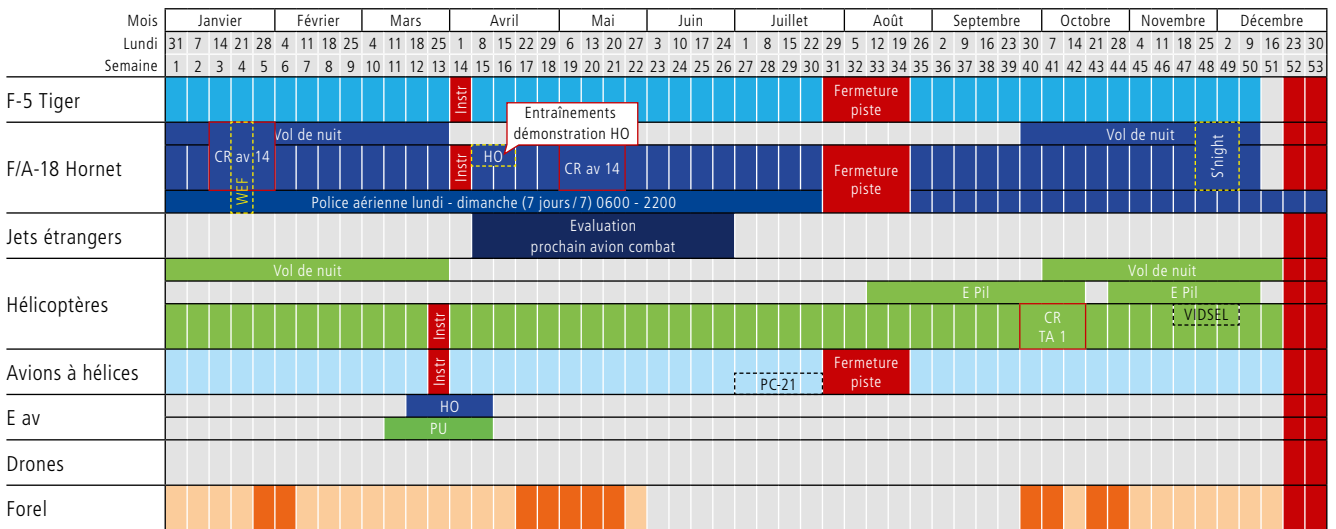 Mois Janvier Février Mars Avril Mai Juin Juillet Août Septembre Octobre Novembre Décembre
Lundi 31 7 14 21 28 4 11 18 25 4 11 18 25 1 8 15 22 29 6 13 20 27 3 10 17 24 1 8 15 22 29 5 12 19 26 2 9 16 23 30 7 14 21 28 4 11 18 25 2 9 16 23 30
Semaine 1 2 3 4 5 6 7 8 9 10 11 12 13 14 15 16 17 18 19 20 21 22 23 24 25 26 27 28 29 30 31 32 33 34 35 36 37 38 39 40 41 42 43 44 45 46 47 48 49 50 51 52 53
F-5 Tiger
Instr
Fermeture
piste
Entraînements
démonstration HO
F/A-18 Hornet
Vol de nuit
Vol de nuit
CR av 14
WEF
Instr
HO
CR av 14
Fermeture
piste
S'night
Police aérienne lundi - dimanche (7 jours / 7) 0600 - 2200
Jets étrangers
Evaluation
prochain avion combat
Hélicoptères
Vol de nuit
Vol de nuit
E Pil
E Pil
Instr
CR
TA 1
VIDSEL
Avions à hélices
Instr
PC-21
Fermeture
piste
E av
HO
PU
Drones
Forel